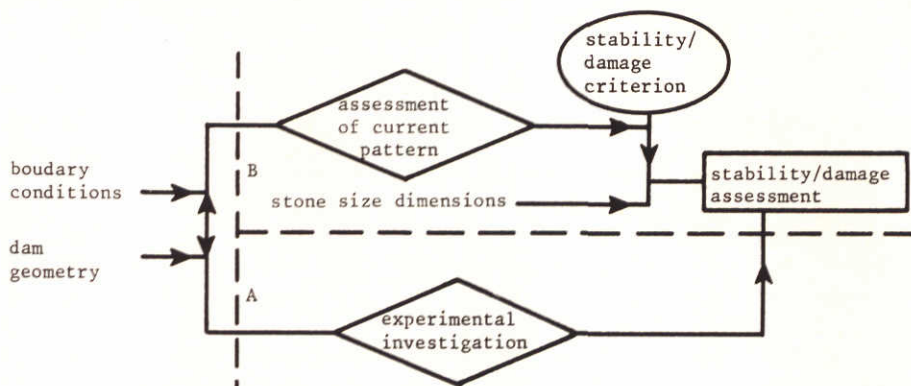 stability/
damage
criterion
assessment
of current
pattern
boudary
conditions
B
stability/damage
assessment
stone size dimensions
dam
geometry
A
experimental
investigation